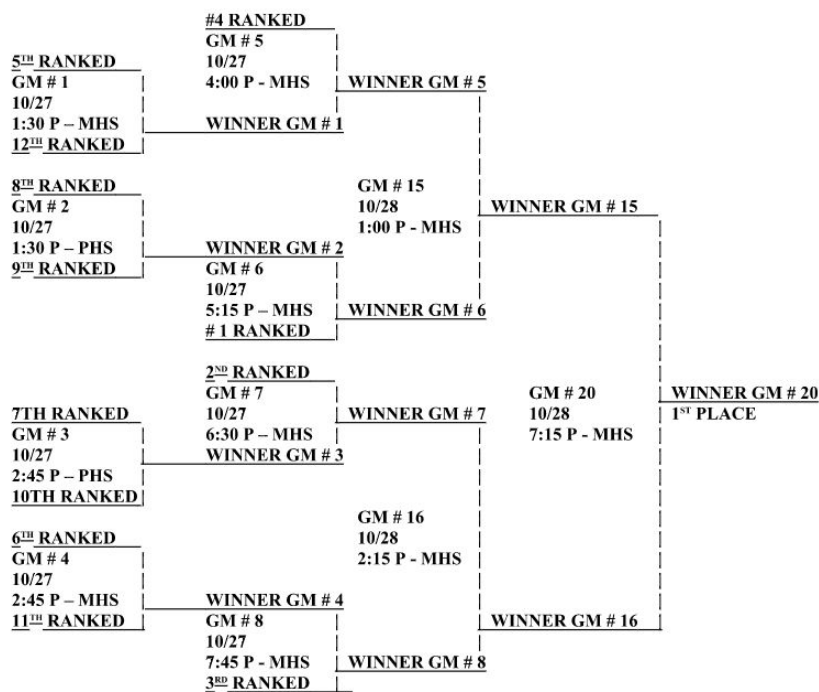 #4 RANKED
GM # 5
10/27
4:00 P - MHS
5TH RANKED
GM # 1
10/27
1:30 P – MHS
12TH RANKED
WINNER GM # 1
WINNER GM # 5
8TH RANKED
GM # 2
10/27
1:30 P – PHS
9TH RANKED
WINNER GM # 2
GM # 6
10/27
5:15 P – MHS
# 1 RANKED
WINNER GM # 6
GM # 15
10/28
1:00 P - MHS
WINNER GM # 15
2ND RANKED
GM # 7
10/27
6:30 P – MHS
WINNER GM # 3
7TH RANKED
GM # 3
10/27
2:45 P – PHS
10TH RANKED
WINNER GM # 7
6TH RANKED
GM # 4
10/27
2:45 P – MHS
11TH RANKED
WINNER GM # 4
GM # 8
10/27
7:45 P - MHS
3RD RANKED
WINNER GM # 8
GM # 16
10/28
2:15 P - MHS
WINNER GM # 16
GM # 20
10/28
7:15 P - MHS
WINNER GM # 20
1ST PLACE